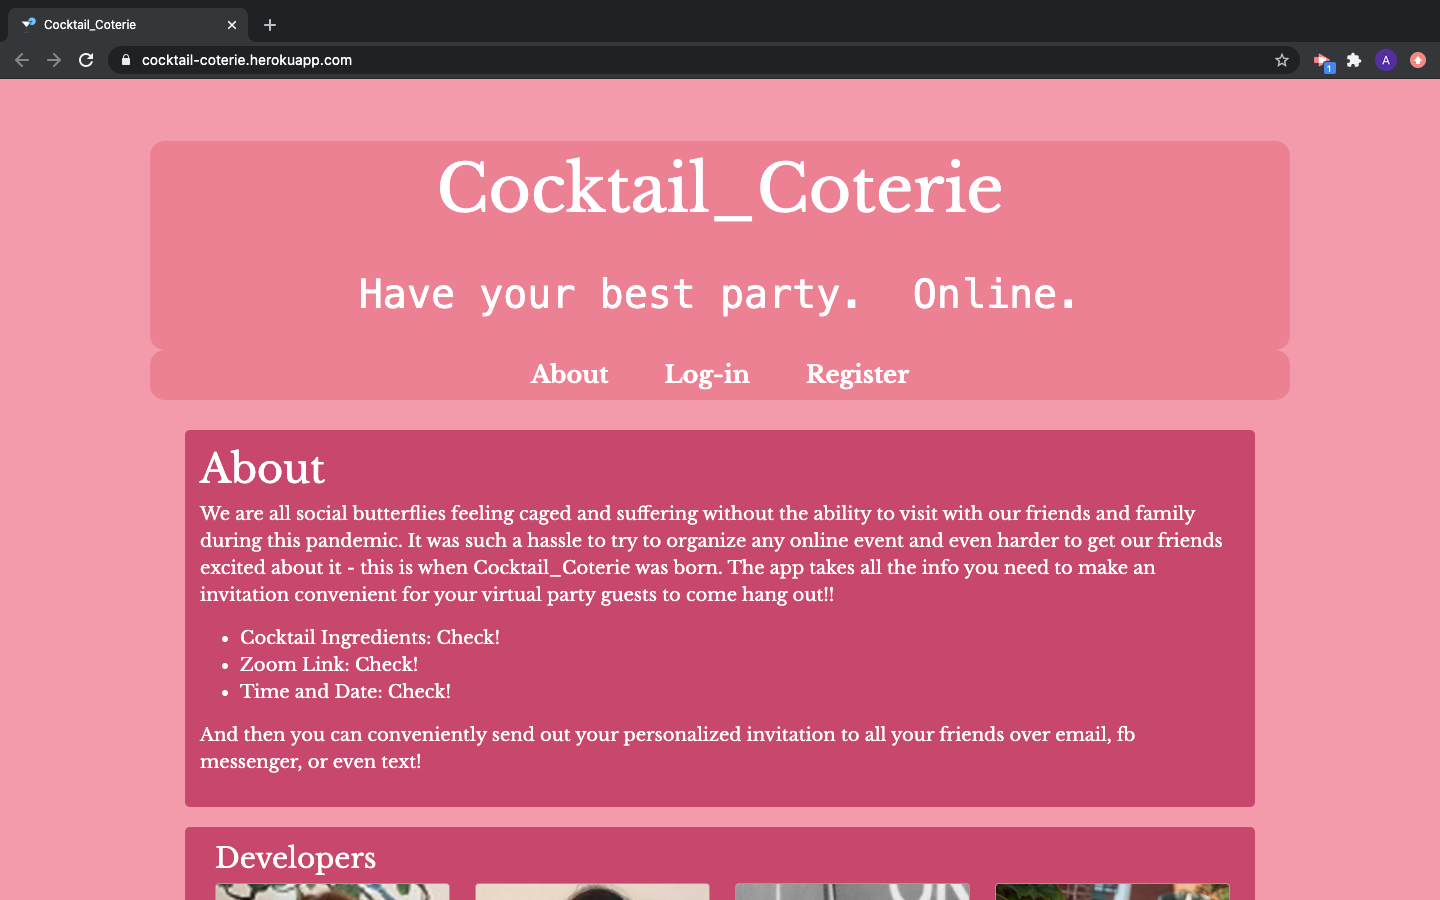 Cocktail_Coterie
cocktail-coterie.herokuapp.com
1
A
Cocktail_Coterie
Have your best party. Online.
About Log-in Register
About
We are all social butterflies feeling caged and suffering without the ability to visit with our friends and family
during this pandemic. It was such a hassle to try to organize any online event and even harder to get our friends
excited about it - this is when Cocktail_Coterie was born. The app takes all the info you need to make an
invitation convenient for your virtual party guests to come hang out!!
• Cocktail Ingredients: Check!
• Zoom Link: Check!
• Time and Date: Check!
And then you can conveniently send out your personalized invitation to all your friends over email, fb
messenger, or even text!
Developers